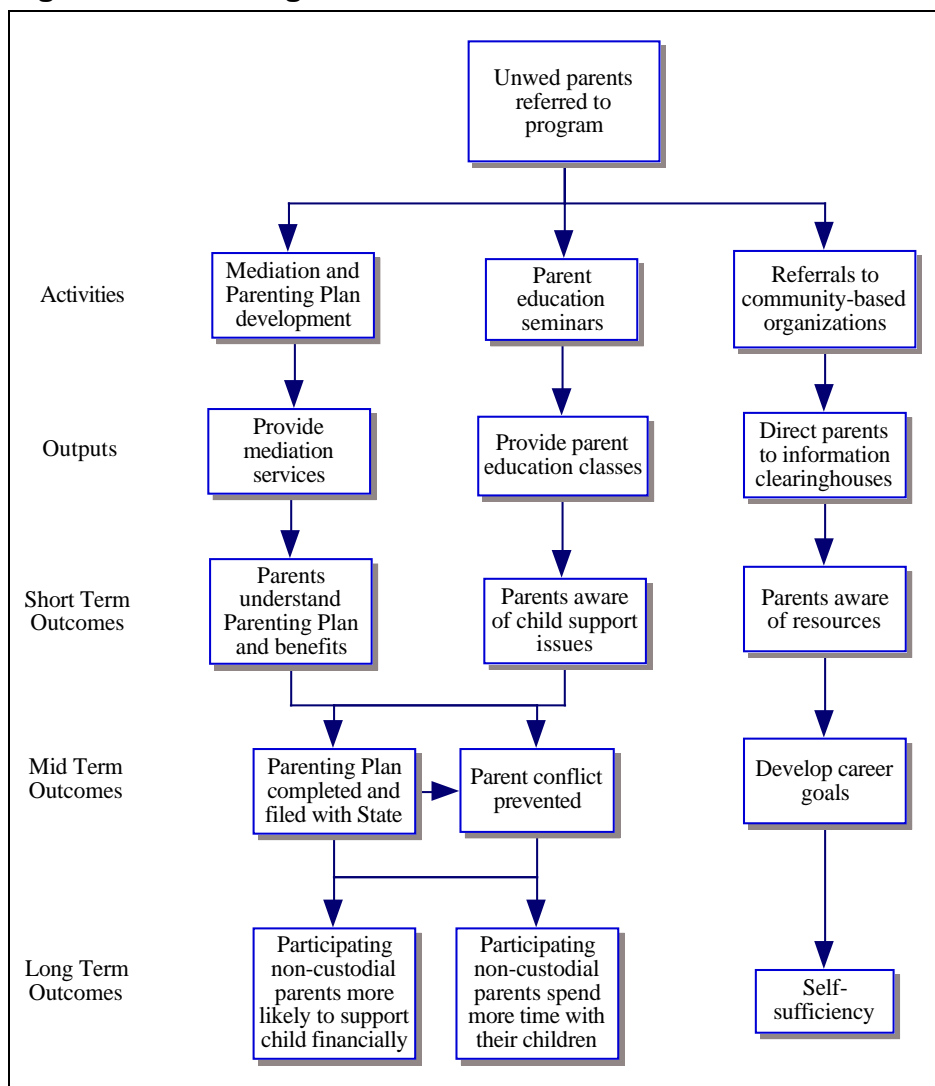 Unwed parents
referred to
program
Activities
Mediation and
Parenting Plan
development
Parent
education
seminars
Referrals to
community-based
organizations
Outputs
Provide
mediation
services
Provide parent
education classes
Direct parents
to information
clearinghouses
Short Term
Outcomes
Parents
understand
Parenting Plan
and benefits
Parents aware
of child support
issues
Parents aware
of resources
Mid Term
Outcomes
Parenting Plan
completed and
filed with State
Parent conflict
prevented
Develop career
goals
Long Term
Outcomes
Participating
non-custodial
parents more
likely to support
child financially
Participating
non-custodial
parents spend
more time with
their children
Self-
sufficiency